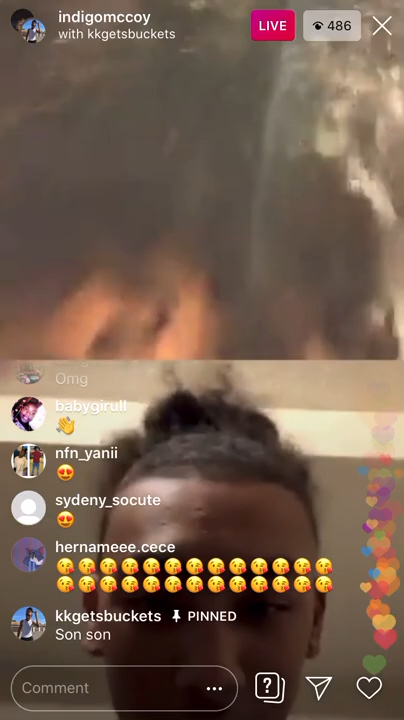 indigomccoy
with kkgetsbuckets
LIVE
486
Omg
babygirull
nfn_yanii
sydeny_socute
hernameee.cece
kkgetsbuckets PINNED
Son son
Comment